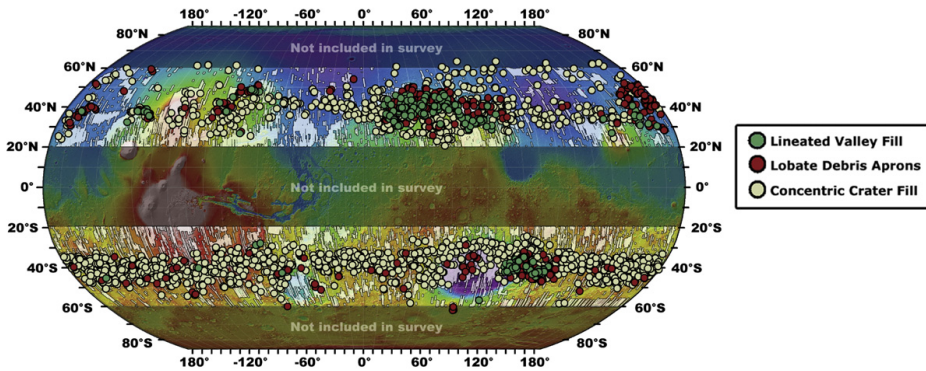 180° -120° -60° 0° 60° 120° 180°
80°N 80°N
Not included in survey
60°N 60°N
40°N 40°N
20°N 20°N
Lineated Valley Fill
Lobate Debris Aprons
0° Not included in survey 0°
Concentric Crater Fill
20°S 20°S
40°S 40°S
60°S 60°S
Not included in survey
80°S 80°S
180° -120° -60° 0° 60° 120° 180°